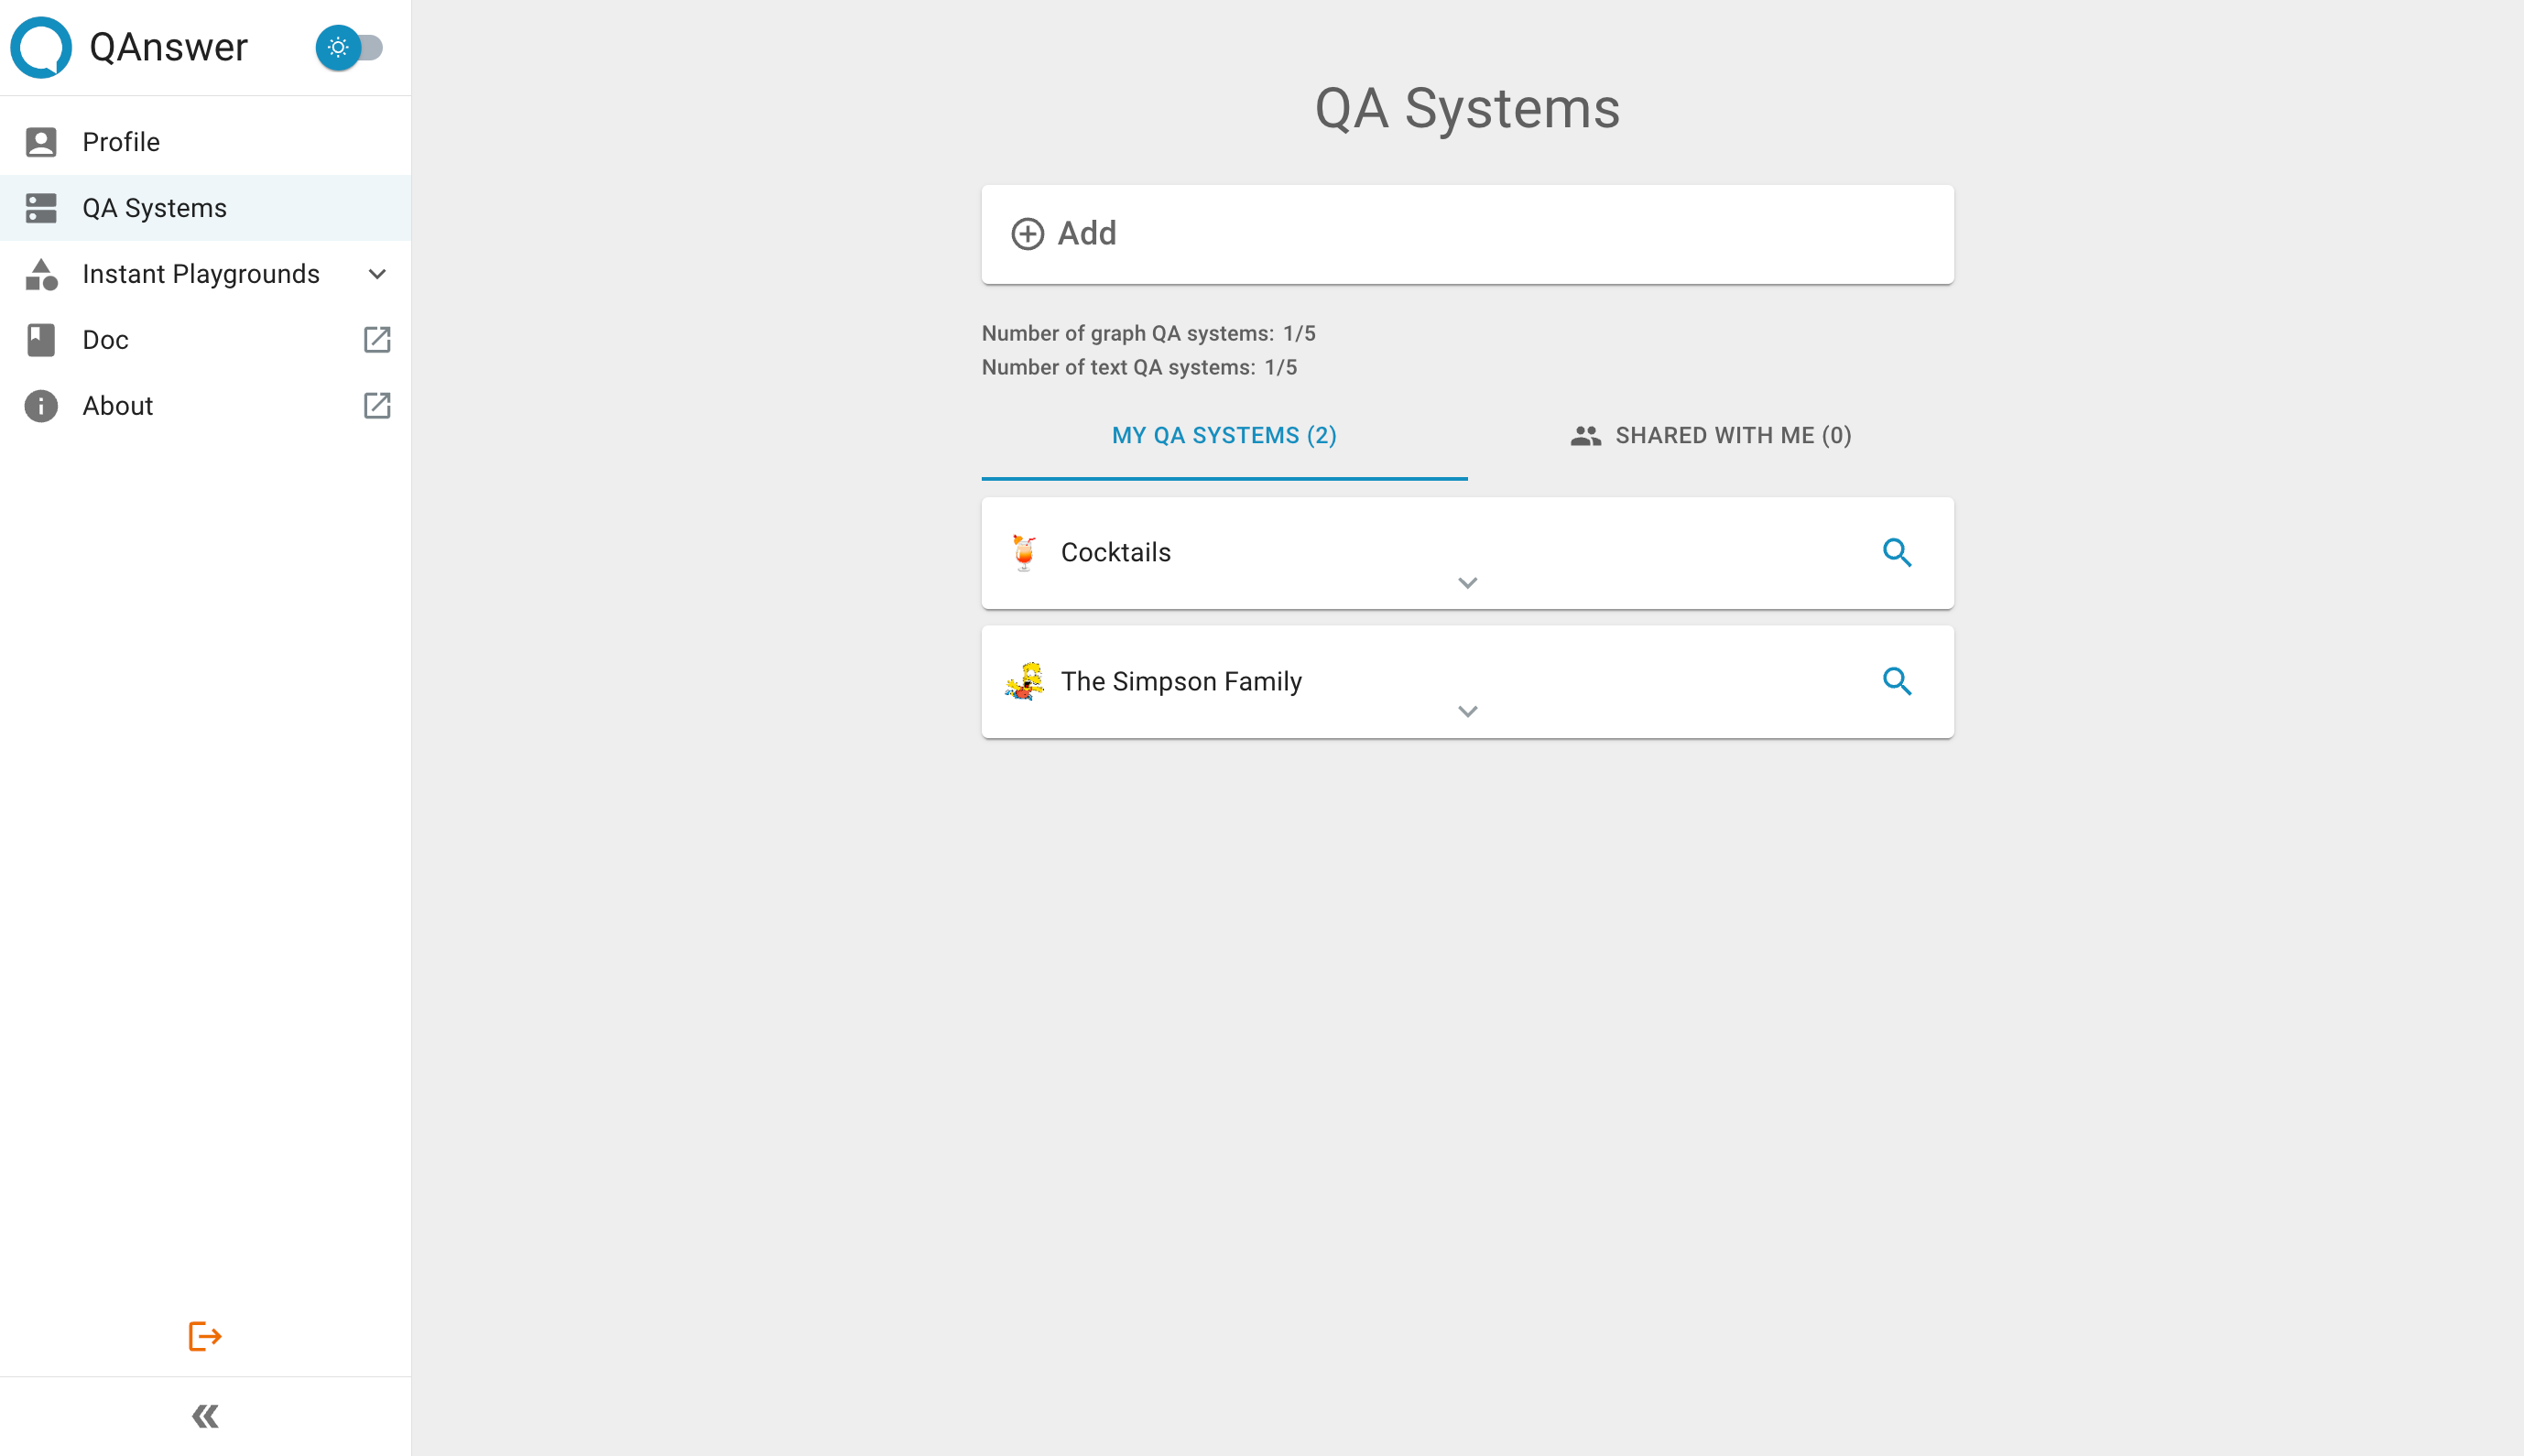 QAnswer
Profile
QA Systems
Instant Playgrounds
Doc
About
QA Systems
Add
Number of graph QA systems: 1/5
Number of text QA systems: 1/5
MY QA SYSTEMS (2)
SHARED WITH ME (0)
Cocktails
The Simpson Family